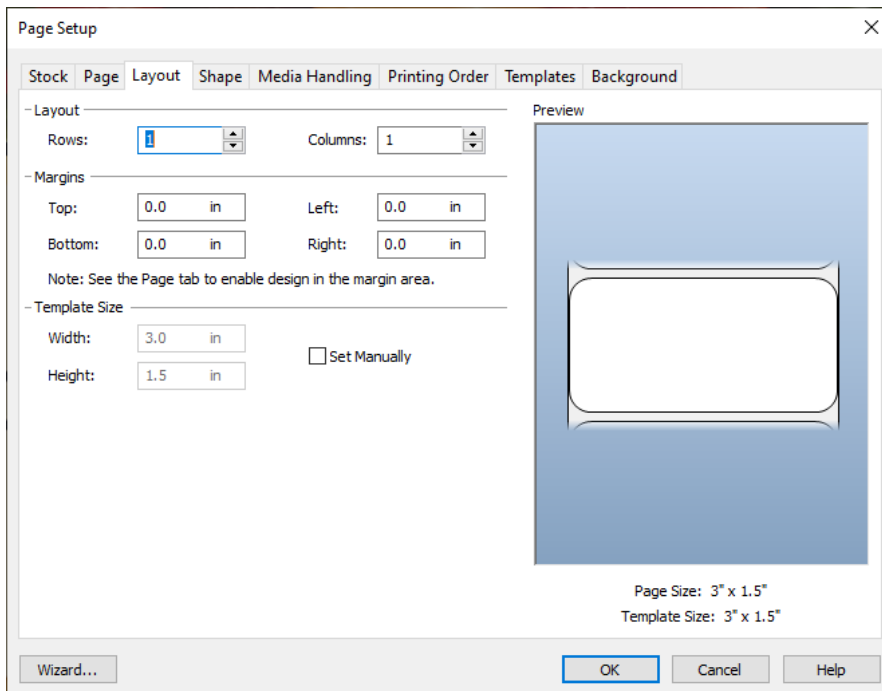 Page Setup
Stock Page Layout Shape Media Handling Printing Order Templates Background
Layout
Rows: 1 Columns: 1
Margins
Top: 0.0 in Left: 0.0 in
Bottom: 0.0 in Right: 0.0 in
Note: See the Page tab to enable design in the margin area.
Template Size
Width: 3.0 in
Set Manually
Height: 1.5 in
Preview
Page Size: 3" x 1.5"
Template Size: 3" x 1.5"
Wizard... OK Cancel Help